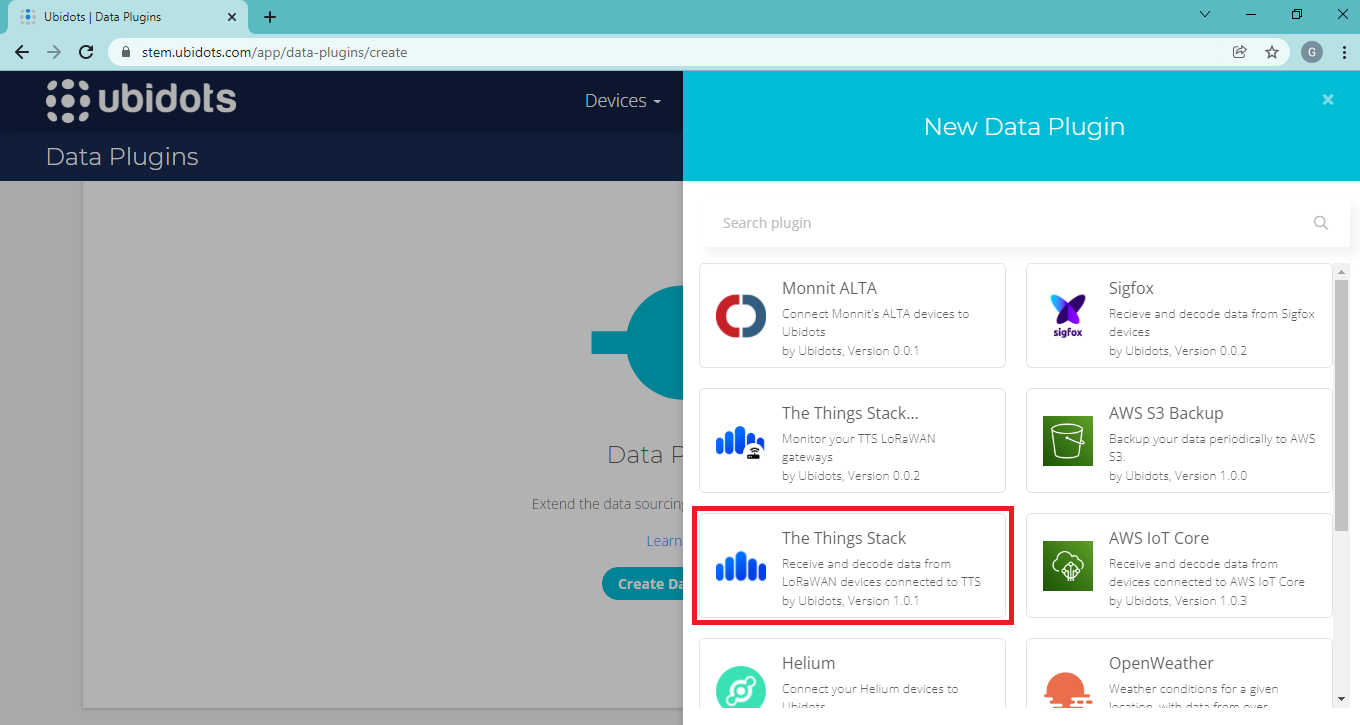 Ubidots | Data Plugins
stem.ubidots.com/app/data-plugins/create
G
ubidots
Devices
Data Plugins
Data P
Extend the data sourcing
Learn
Create Da
New Data Plugin
Search plugin
Monnit ALTA
Connect Monnit's ALTA devices to
Ubidots
by Ubidots, Version 0.0.1
sigfox
Sigfox
Recieve and decode data from Sigfox
devices
by Ubidots, Version 0.0.2
The Things Stack...
Monitor your TTS LoRaWAN
gateways
by Ubidots, Version 0.0.2
AWS S3 Backup
Backup your data periodically to AWS
S3.
by Ubidots, Version 1.0.0
The Things Stack
Receive and decode data from
LoRaWAN devices connected to TTS
by Ubidots, Version 1.0.1
AWS IoT Core
Receive and decode data from
devices connected to AWS IoT Core
by Ubidots, Version 1.0.3
Helium
Connect your Helium devices to
Ubidots
OpenWeather
Weather conditions for a given
location, with data from over